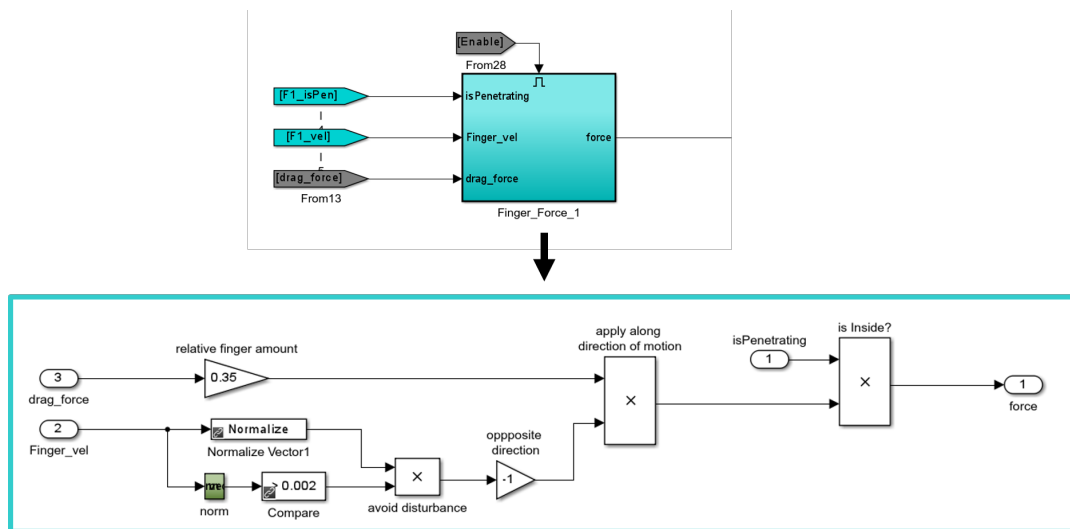 [Enable]
From28
[F1_isPen]
[F1_vel]
[drag_force]
From13
isPenetrating
Finger_vel
drag_force
force
Finger_Force_1
relative finger amount
3
0.35
drag_force
2
Finger_vel
Normalize
Normalize Vector1
norm
> 0.002
Compare
×
avoid disturbance
oppposite
direction
-1
apply along
direction of motion
×
isPenetrating
1
is Inside?
×
1
force